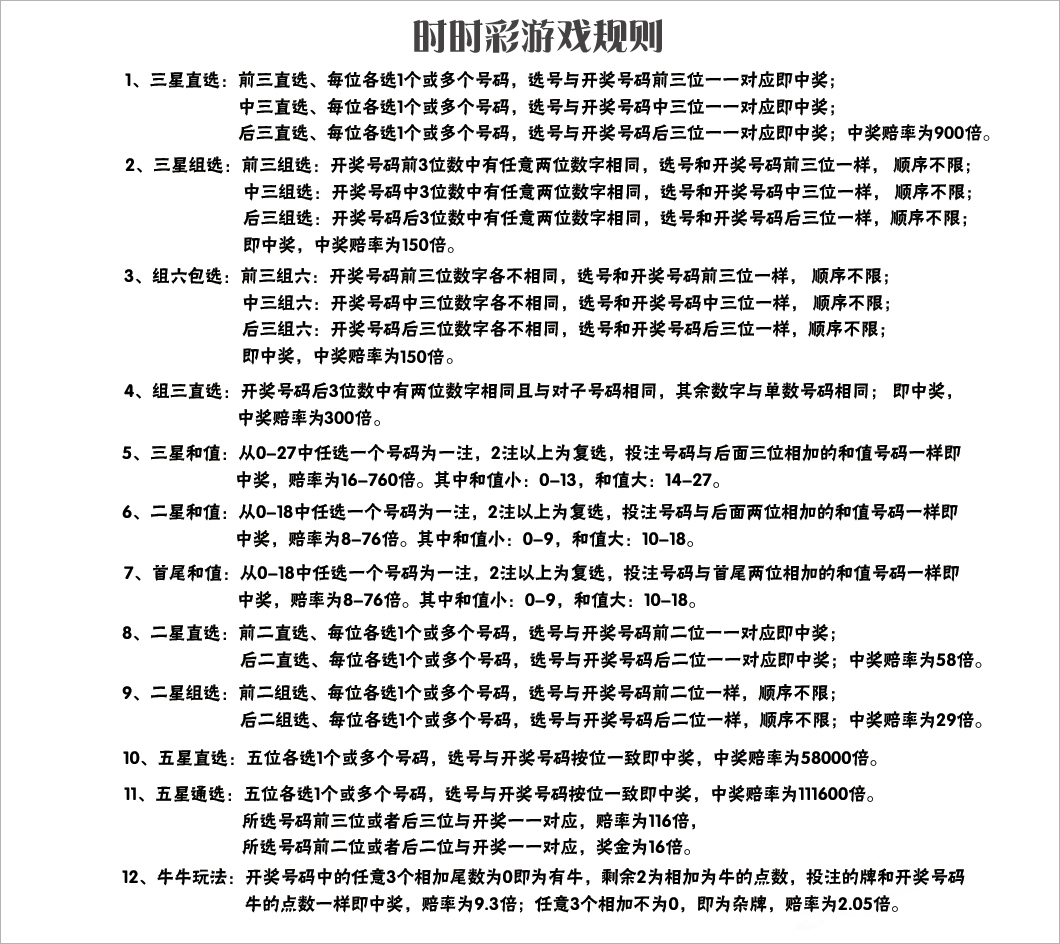 时时彩游戏规则
1、三星直选：前三直选、每位各选1个或多个号码，选号与开奖号码前三位一一对应即中奖；
中三直选、每位各选1个或多个号码，选号与开奖号码中三位一一对应即中奖；
后三直选、每位各选1个或多个号码，选号与开奖号码后三位一一对应即中奖；中奖赔率为900倍。
2、三星组选：前三组选：开奖号码前3位数中有任意两位数字相同，选号和开奖号码前三位一样， 顺序不限；
中三组选：开奖号码中3位数中有任意两位数字相同，选号和开奖号码中三位一样， 顺序不限；
后三组选：开奖号码后3位数中有任意两位数字相同，选号和开奖号码后三位一样，顺序不限；
即中奖，中奖赔率为150倍。
3、组六包选：前三组六：开奖号码前三位数字各不相同，选号和开奖号码前三位一样， 顺序不限；
中三组六：开奖号码中三位数字各不相同，选号和开奖号码中三位一样， 顺序不限；
后三组六：开奖号码后三位数字各不相同，选号和开奖号码后三位一样，顺序不限；
即中奖，中奖赔率为150倍。
4、组三直选：开奖号码后3位数中有两位数字相同且与对子号码相同，其余数字与单数号码相同； 即中奖，
中奖赔率为300倍。
5、三星和值：从0-27中任选一个号码为一注，2注以上为复选，投注号码与后面三位相加的和值号码一样即
中奖，赔率为16-760倍。其中和值小：0-13，和值大：14-27。
6、二星和值：从0-18中任选一个号码为一注，2注以上为复选，投注号码与后面两位相加的和值号码一样即
中奖，赔率为8-76倍。其中和值小：0-9，和值大：10-18。
7、首尾和值：从0-18中任选一个号码为一注，2注以上为复选，投注号码与首尾两位相加的和值号码一样即
中奖，赔率为8-76倍。其中和值小：0-9，和值大：10-18。
8、二星直选：前二直选、每位各选1个或多个号码，选号与开奖号码前二位一一对应即中奖；
后二直选、每位各选1个或多个号码，选号与开奖号码后二位一一对应即中奖；中奖赔率为58倍。
9、二星组选：前二组选、每位各选1个或多个号码，选号与开奖号码前二位一样，顺序不限；
后二组选、每位各选1个或多个号码，选号与开奖号码后二位一样，顺序不限；中奖赔率为29倍。
10、五星直选：五位各选1个或多个号码，选号与开奖号码按位一致即中奖，中奖赔率为58000倍。
11、五星通选：五位各选1个或多个号码，选号与开奖号码按位一致即中奖，中奖赔率为111600倍。
所选号码前三位或者后三位与开奖一一对应，赔率为116倍，
所选号码前二位或者后二位与开奖一一对应，奖金为16倍。
12、牛牛玩法：开奖号码中的任意3个相加尾数为0即为有牛，剩余2为相加为牛的点数，投注的牌和开奖号码
牛的点数一样即中奖，赔率为9.3倍；任意3个相加不为0，即为杂牌，赔率为2.05倍。